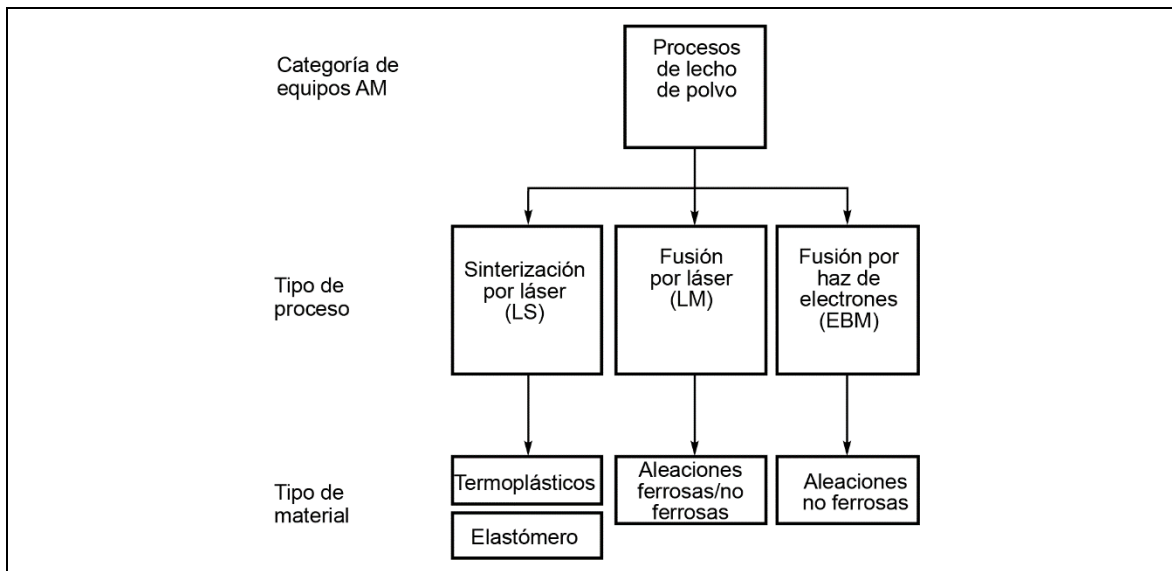 Categoría de
equipos AM
Procesos
de lecho
de polvo
Tipo de
proceso
Sinterización
por láser
(LS)
Fusión
por láser
(LM)
Fusión por
haz de
electrones
(EBM)
Tipo de
material
Termoplásticos
Elastómero
Aleaciones
ferrosas/no
ferrosas
Aleaciones
no ferrosas